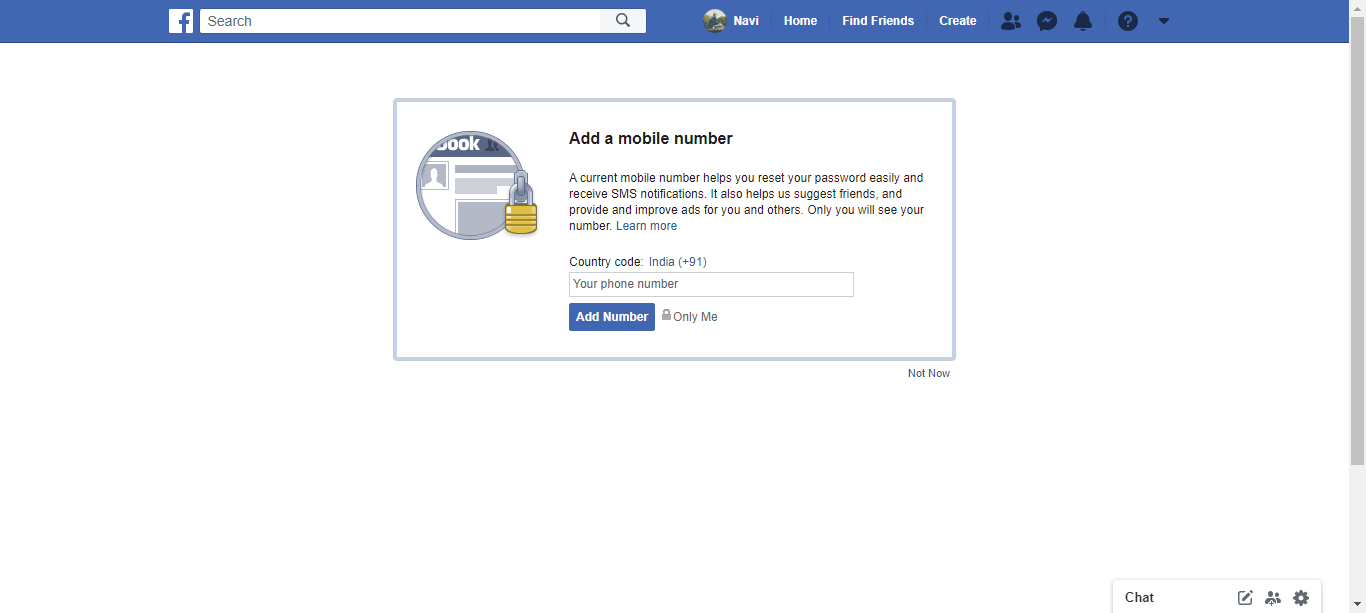 Search
Navi
Home
Find Friends
Create
book
Add a mobile number
A current mobile number helps you reset your password easily and
receive SMS notifications. It also helps us suggest friends, and
provide and improve ads for you and others. Only you will see your
number. Learn more
Country code: India (+91)
Your phone number
Add Number
Only Me
Not Now
Chat